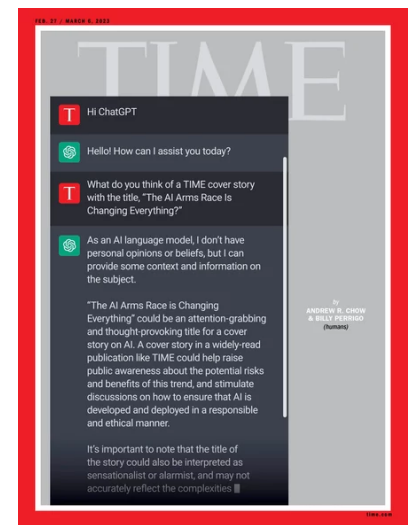 FEB. 27 / MARCH 6, 2023
TIME
T
Hi ChatGPT
Hello! How can I assist you today?
T
What do you think of a TIME cover story
with the title, "The AI Arms Race Is
Changing Everything?"
As an AI language model, I don't have
personal opinions or beliefs, but I can
provide some context and information on
the subject.
"The AI Arms Race is Changing
Everything" could be an attention-grabbing
and thought-provoking title for a cover
story on AI. A cover story in a widely-read
publication like TIME could help raise
public awareness about the potential risks
and benefits of this trend, and stimulate
discussions on how to ensure that AI is
developed and deployed in a responsible
and ethical manner.
It's important to note that the title of
the story could also be interpreted as
sensationalist or alarmist, and may not
accurately reflect the complexities
by
ANDREW R. CHOW
& BILLY PERRIGO
(humans)
time.com